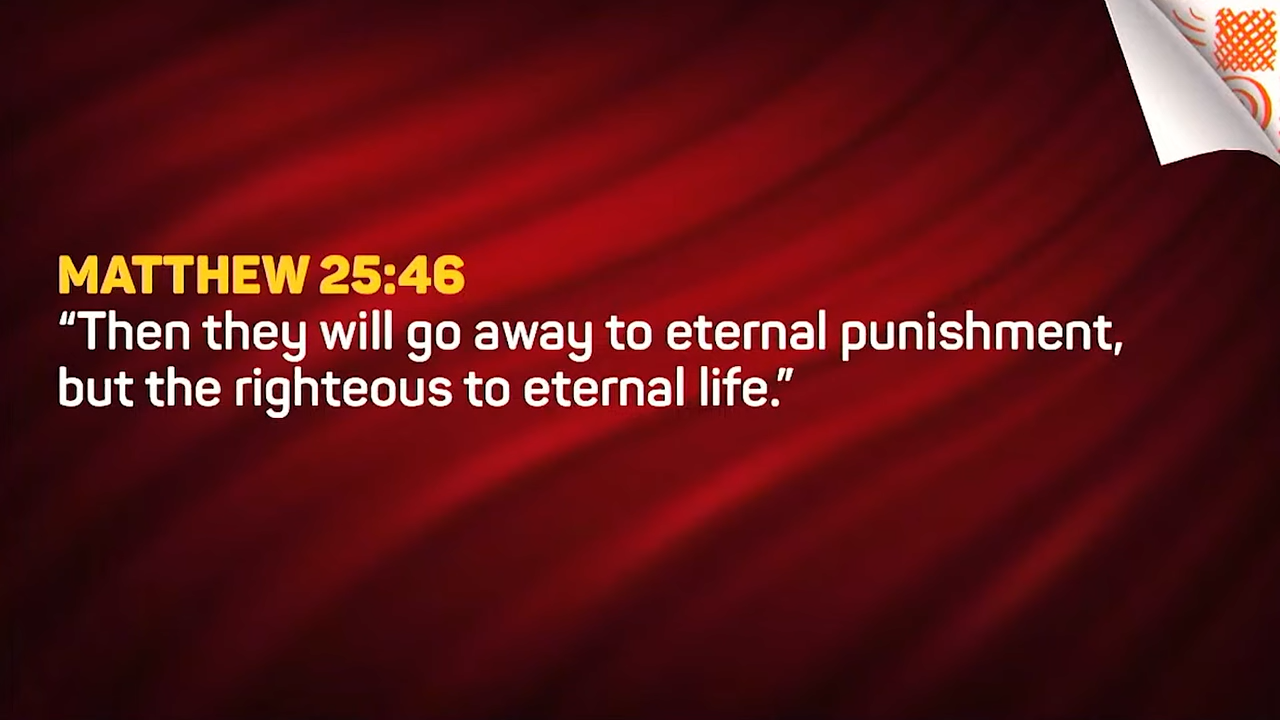 MATTHEW 25:46
“Then they will go away to eternal punishment,
but the righteous to eternal life.”